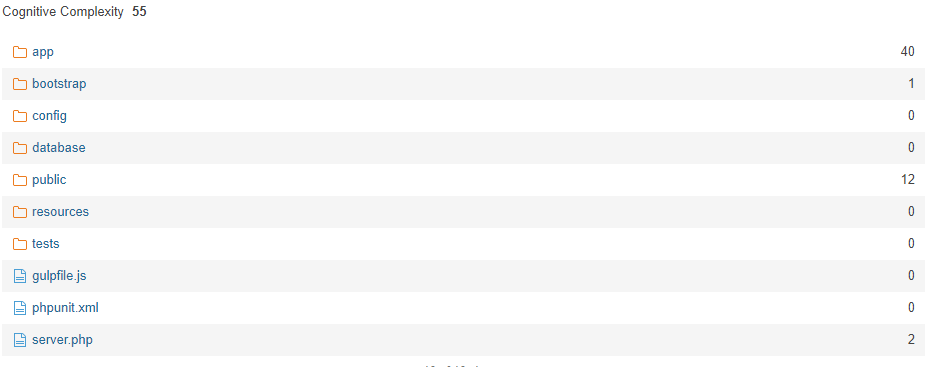 Cognitive Complexity 55
app 40
bootstrap 1
config 0
database 0
public 12
resources 0
tests 0
gulpfile.js 0
phpunit.xml 0
server.php 2